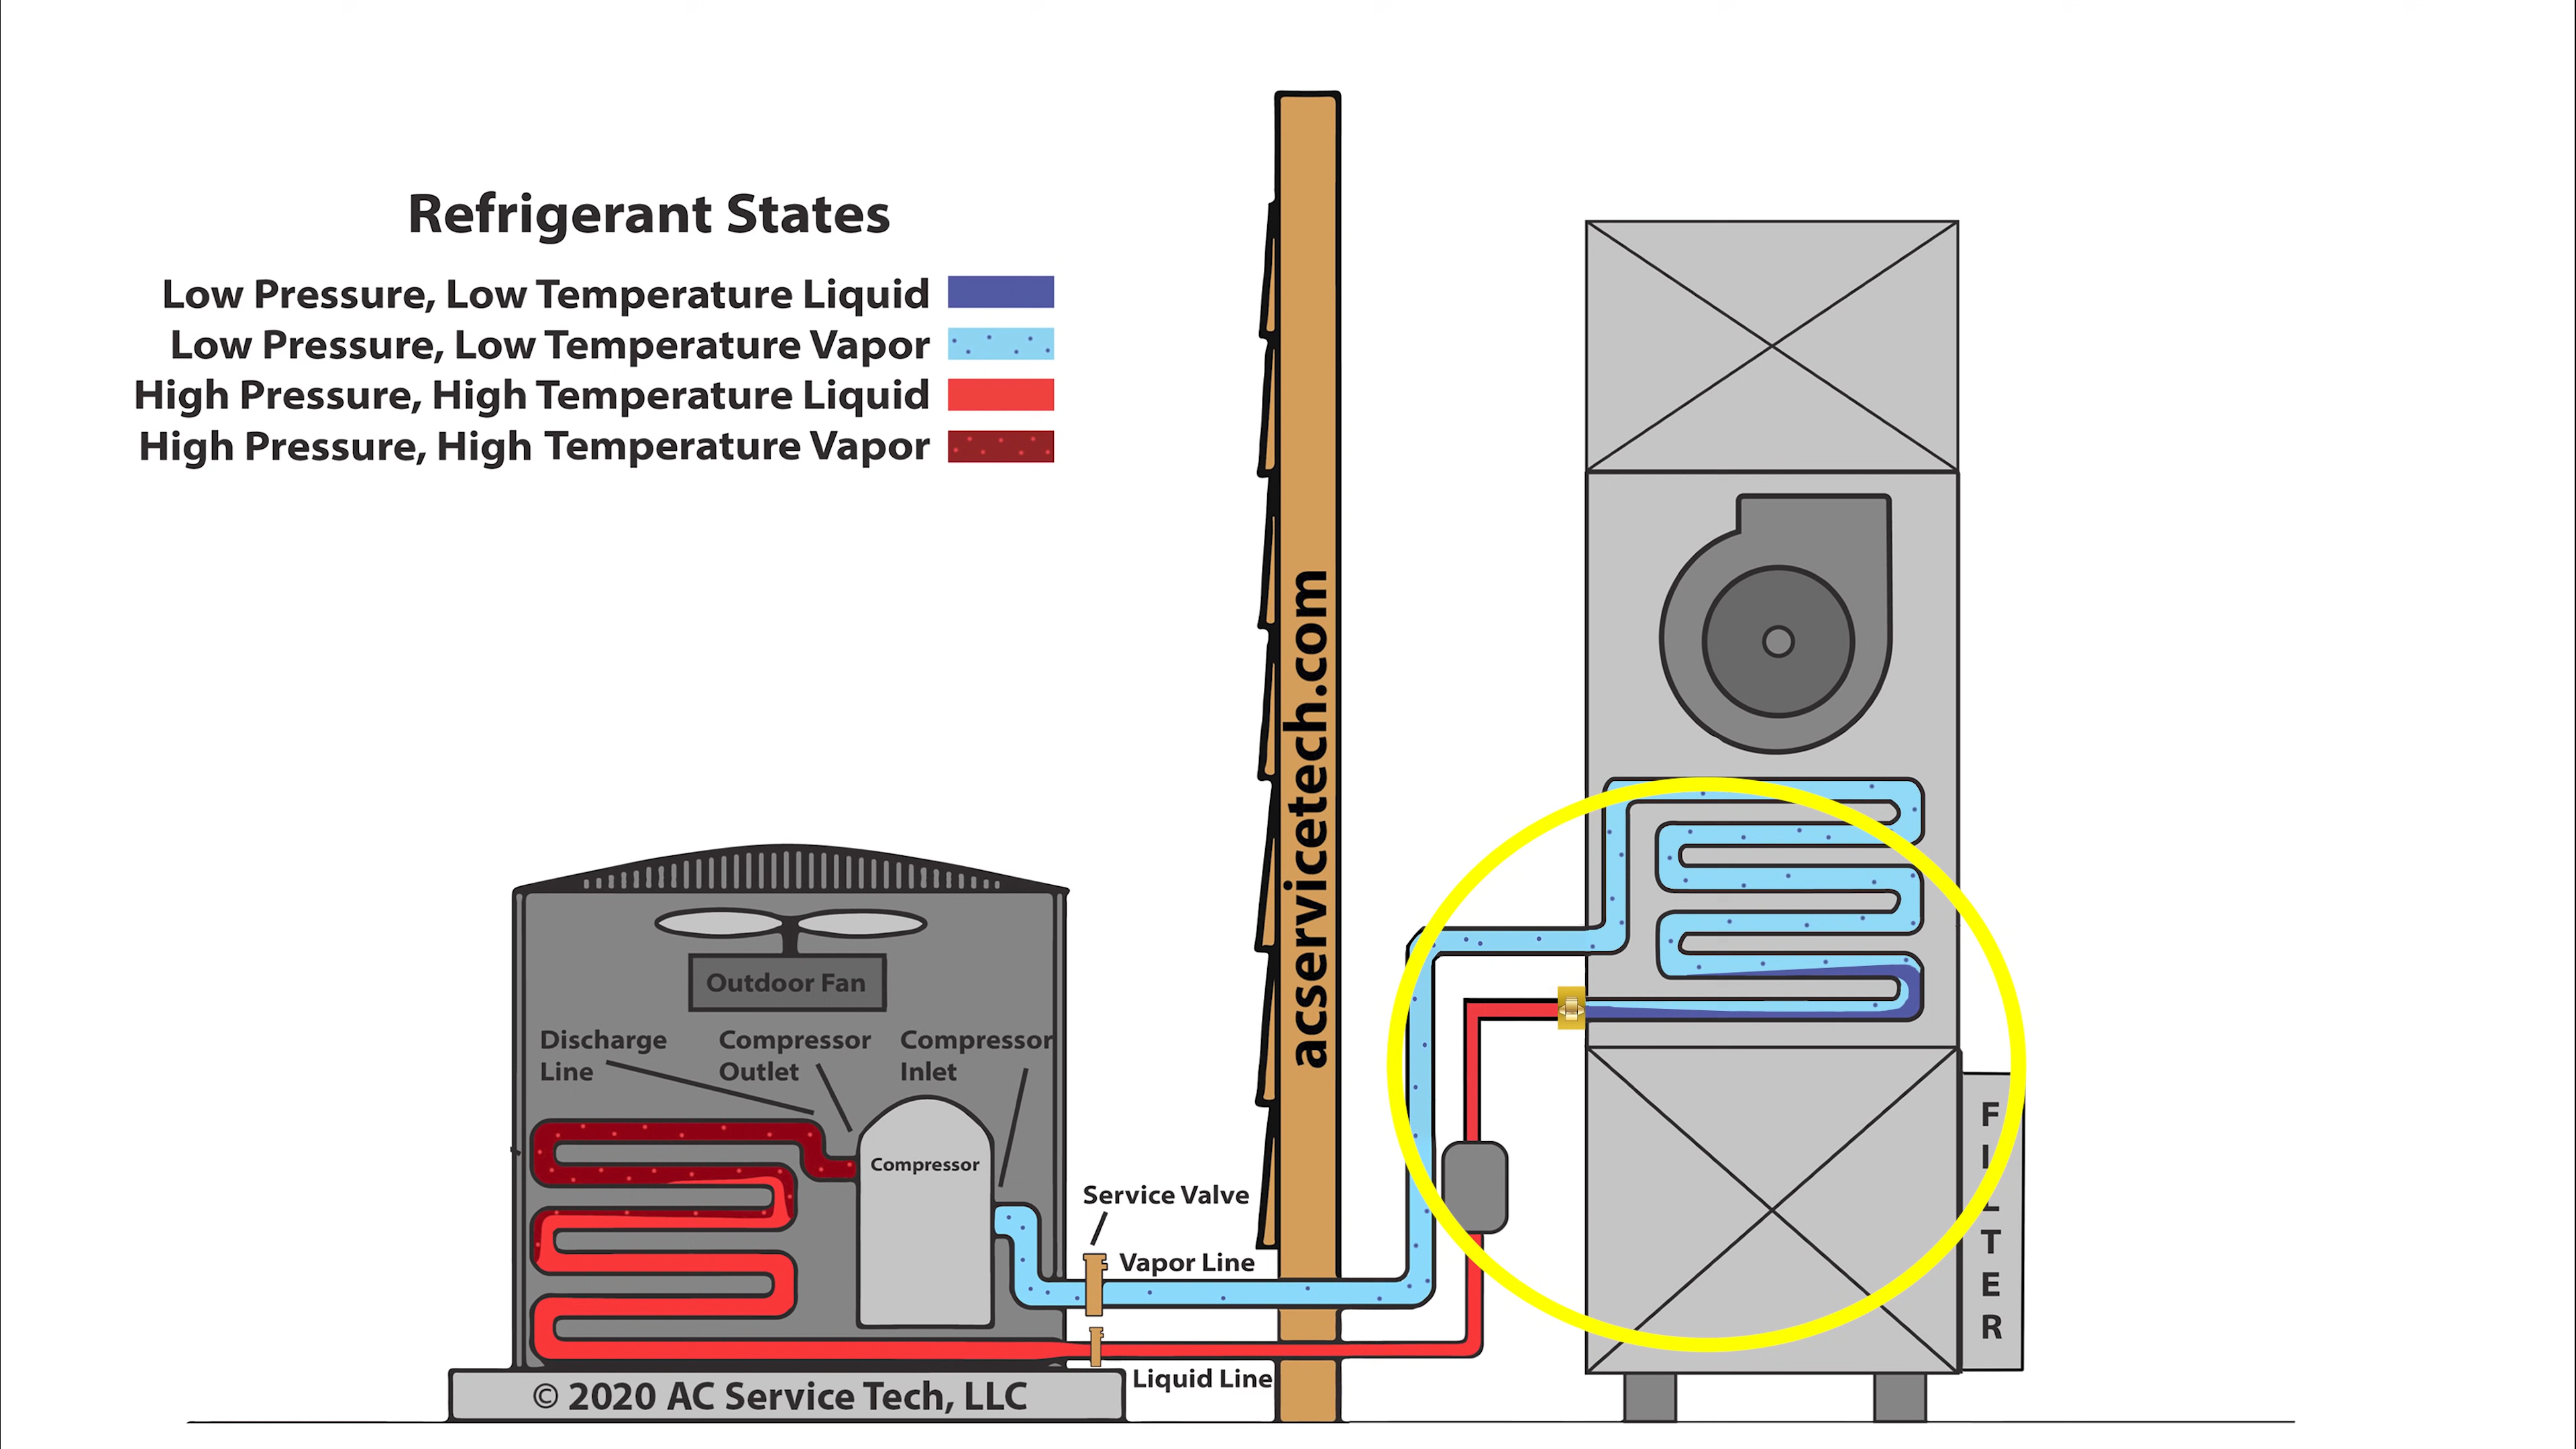 Refrigerant States
Low Pressure, Low Temperature Liquid
Low Pressure, Low Temperature Vapor
High Pressure, High Temperature Liquid
High Pressure, High Temperature Vapor
acservicetech.com
Outdoor Fan
Discharge
Line
Compressor
Outlet
Compressor
Inlet
Compressor
Service Valve
Vapor Line
Liquid Line
FILTER
© 2020 AC Service Tech, LLC